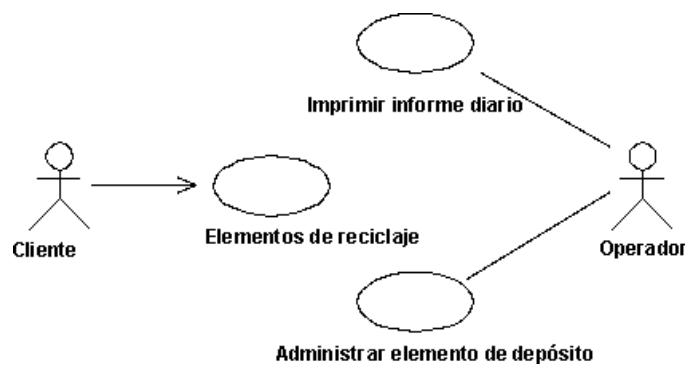 Imprimir informe diario
Cliente
Elementos de reciclaje
Operador
Administrar elemento de depósito